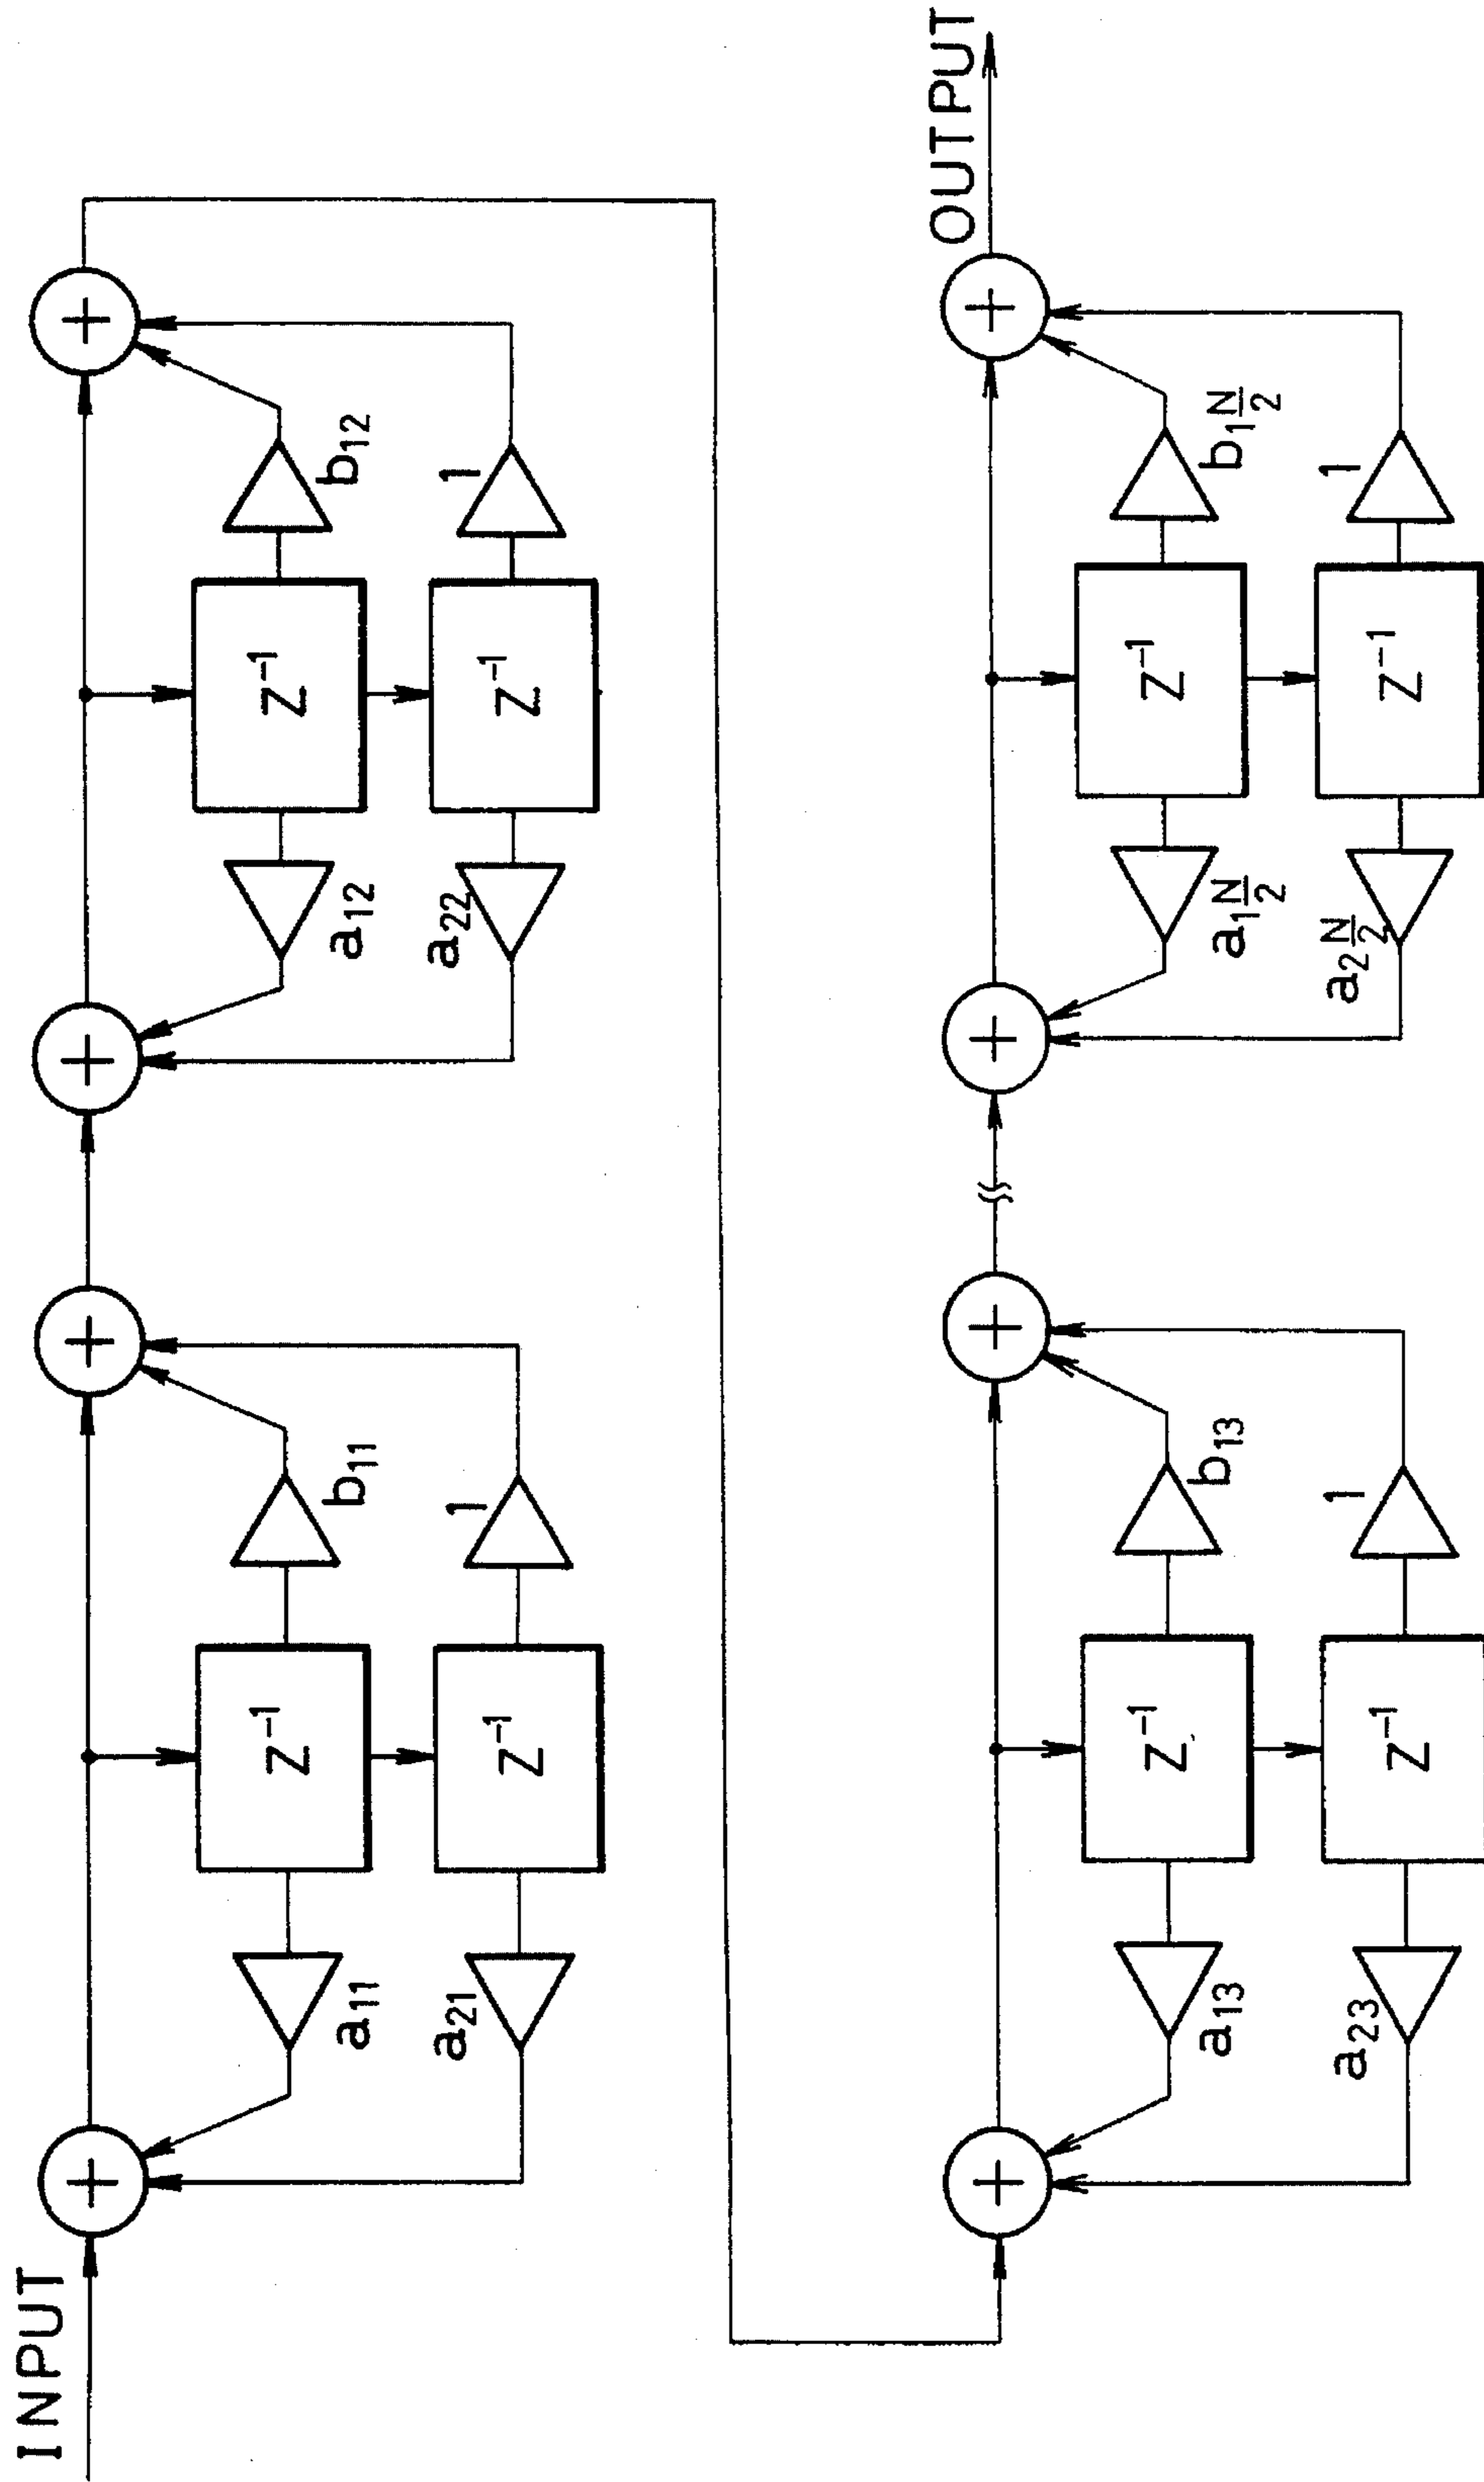 INPUT
+ + + +
Z⁻¹ Z⁻¹
a₁₁ b₁₁ a₁₂ b₁₂
Z⁻¹ Z⁻¹
a₂₁ 1 a₂₂ 1
OUTPUT
+ + + +
Z⁻¹ Z⁻¹
a₁₃ b₁₃ a₁N/2 b₁N/2
Z⁻¹ Z⁻¹
a₂₃ 1 a₂N/2 1